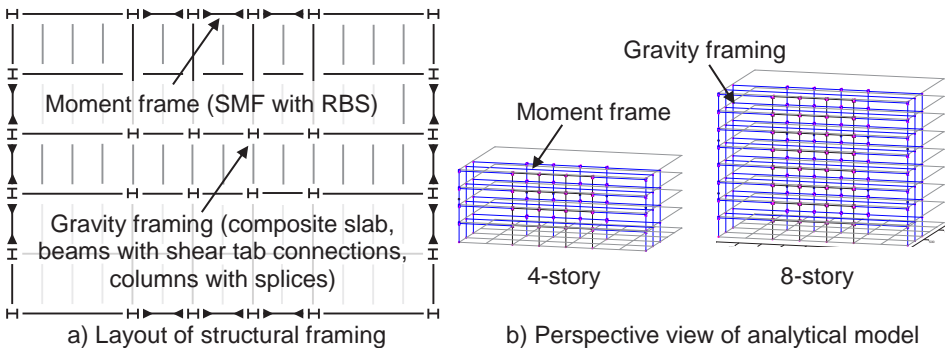 Moment frame (SMF with RBS)
Gravity framing (composite slab,
beams with shear tab connections,
columns with splices)
a) Layout of structural framing
Gravity framing
Moment frame
4-story
8-story
b) Perspective view of analytical model